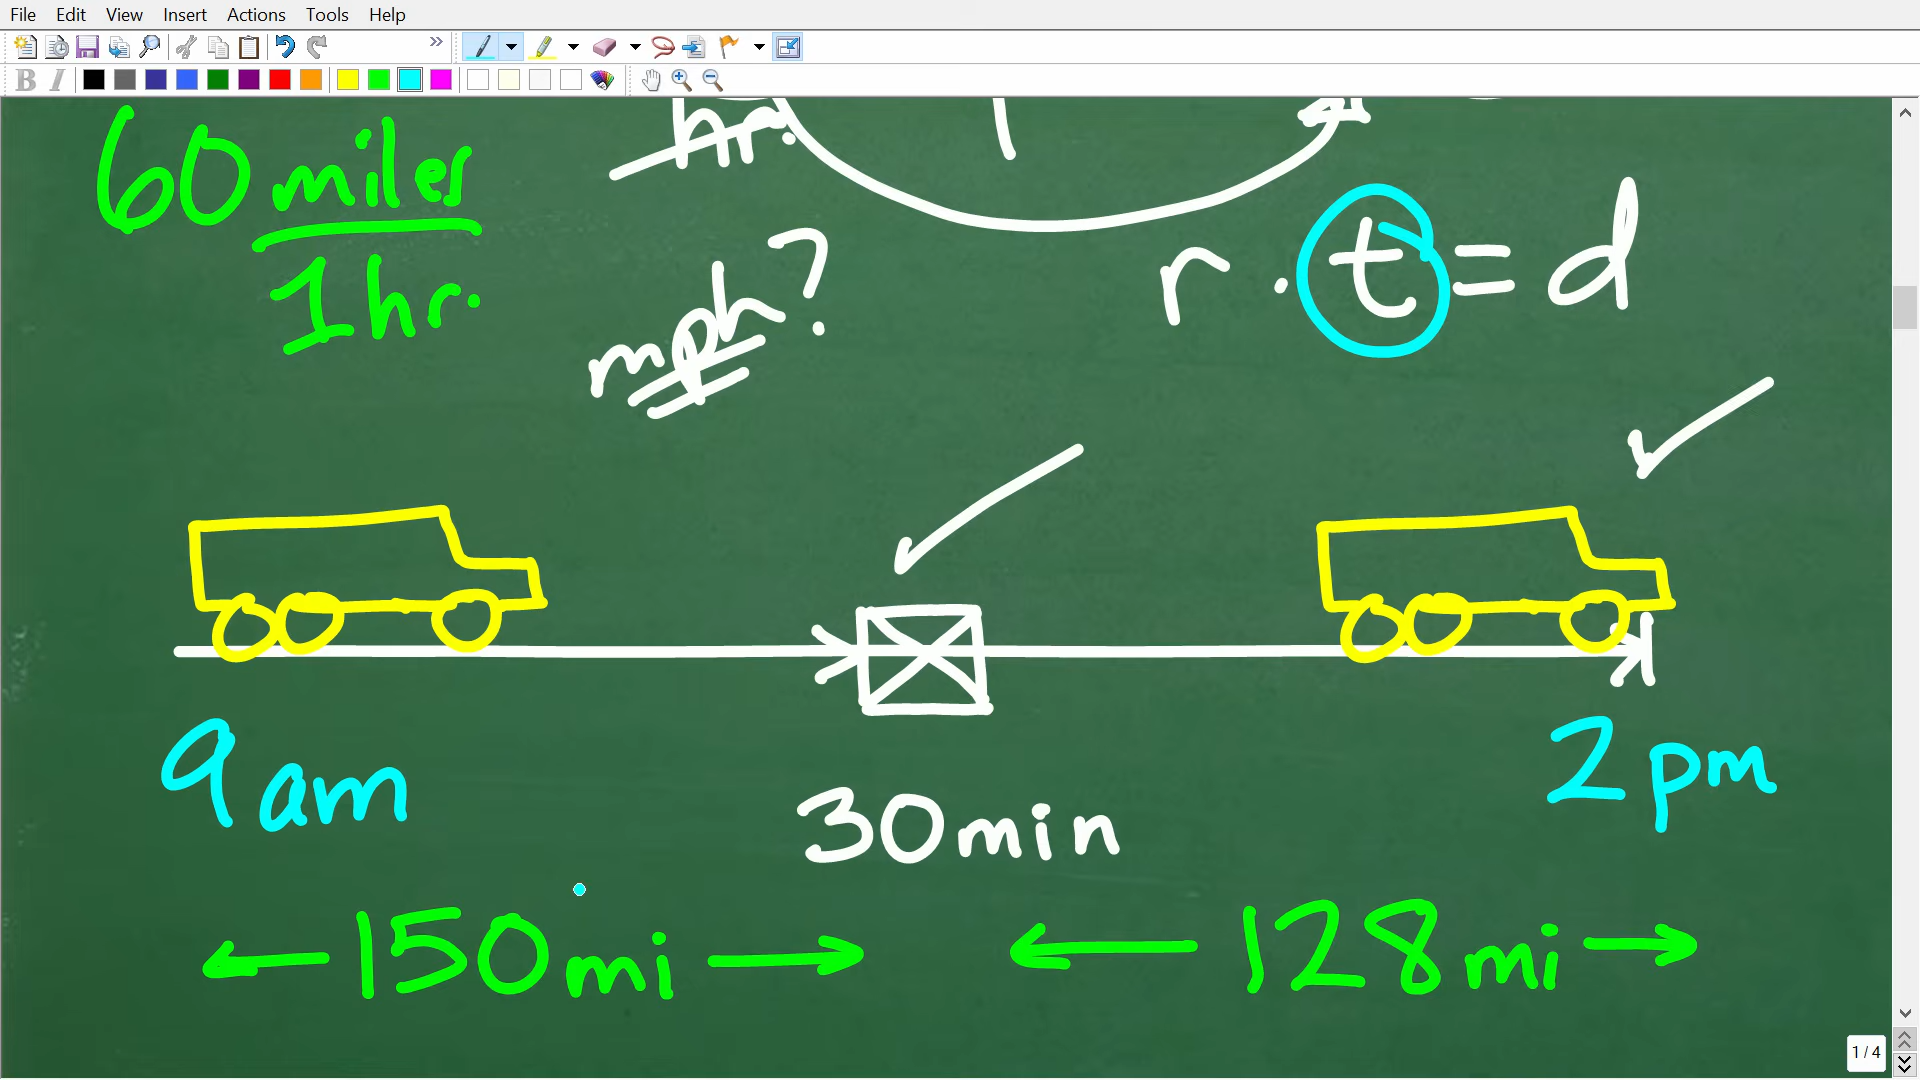 File Edit View Insert Actions Tools Help
B I
60 miles
1 hr.
hr.
mph?
r · t = d
9 am
30 min
2 pm
150 mi
128 mi
1 / 4